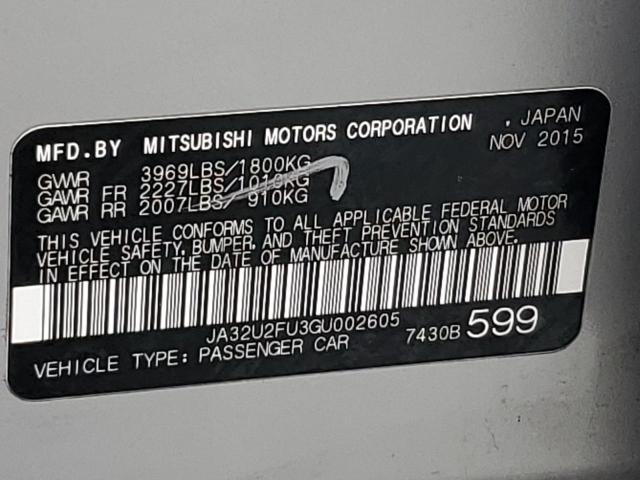 MFD.BY MITSUBISHI MOTORS CORPORATION , JAPAN
NOV 2015
GVWR 3969LBS/1800KG
GAWR FR 2227LBS/1010KG
GAWR RR 2007LBS/ 910KG
THIS VEHICLE CONFORMS TO ALL APPLICABLE FEDERAL MOTOR
VEHICLE SAFETY, BUMPER, AND THEFT PREVENTION STANDARDS
IN EFFECT ON THE DATE OF MANUFACTURE SHOWN ABOVE.
JA32U2FU3GU002605
VEHICLE TYPE: PASSENGER CAR 7430B 599